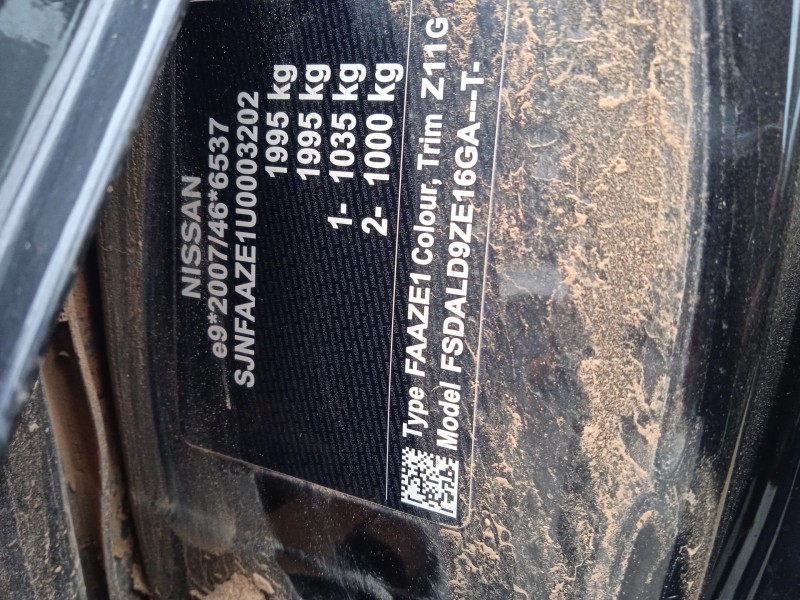 NISSAN
e9*2007/46*6537
SJNFAAZE1U0003202
1995 kg
1995 kg
1- 1035 kg
2- 1000 kg
Type FAAZE1 Colour, Trim Z11G
Model FSDALD9ZE16GA---T-